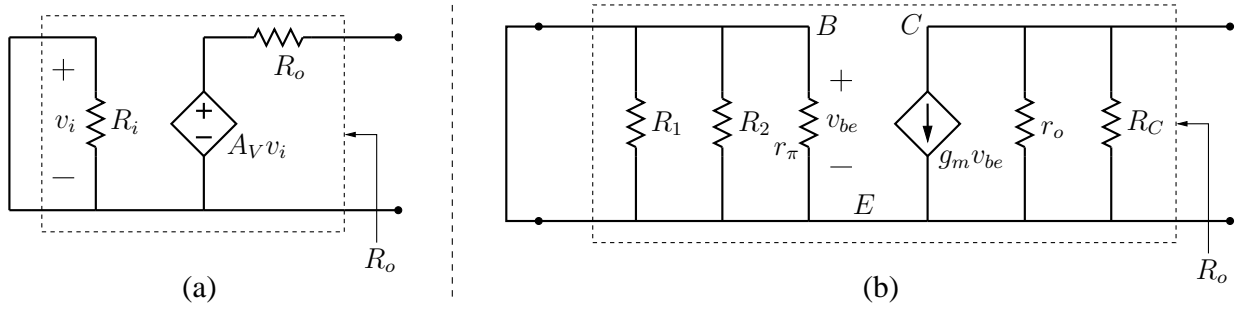 +
v_i
R_i
−
+
−
A_V v_i
R_o
R_o
(a)
B
C
R_1
R_2
r_π
+
v_be
−
g_m v_be
r_o
R_C
E
R_o
(b)